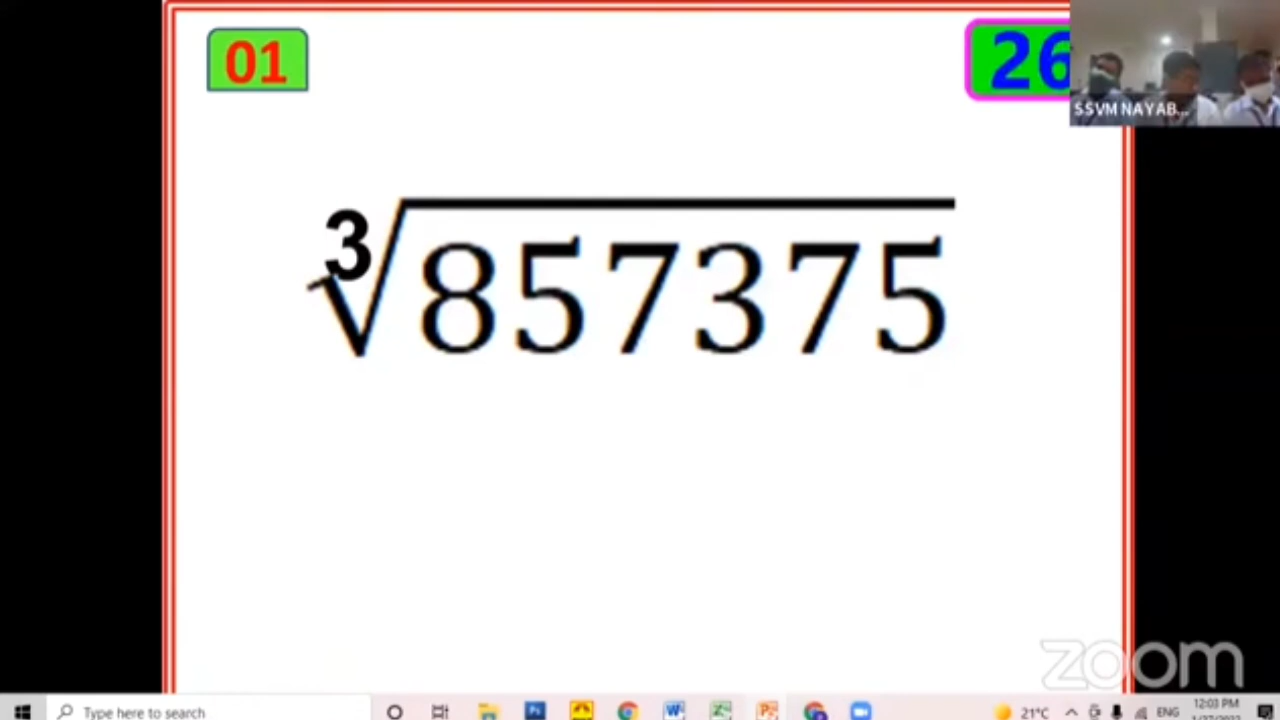 01
26
SSVM NAYAB...
3√857375
zoom
Type here to search
21°C
ENG
12:03 PM